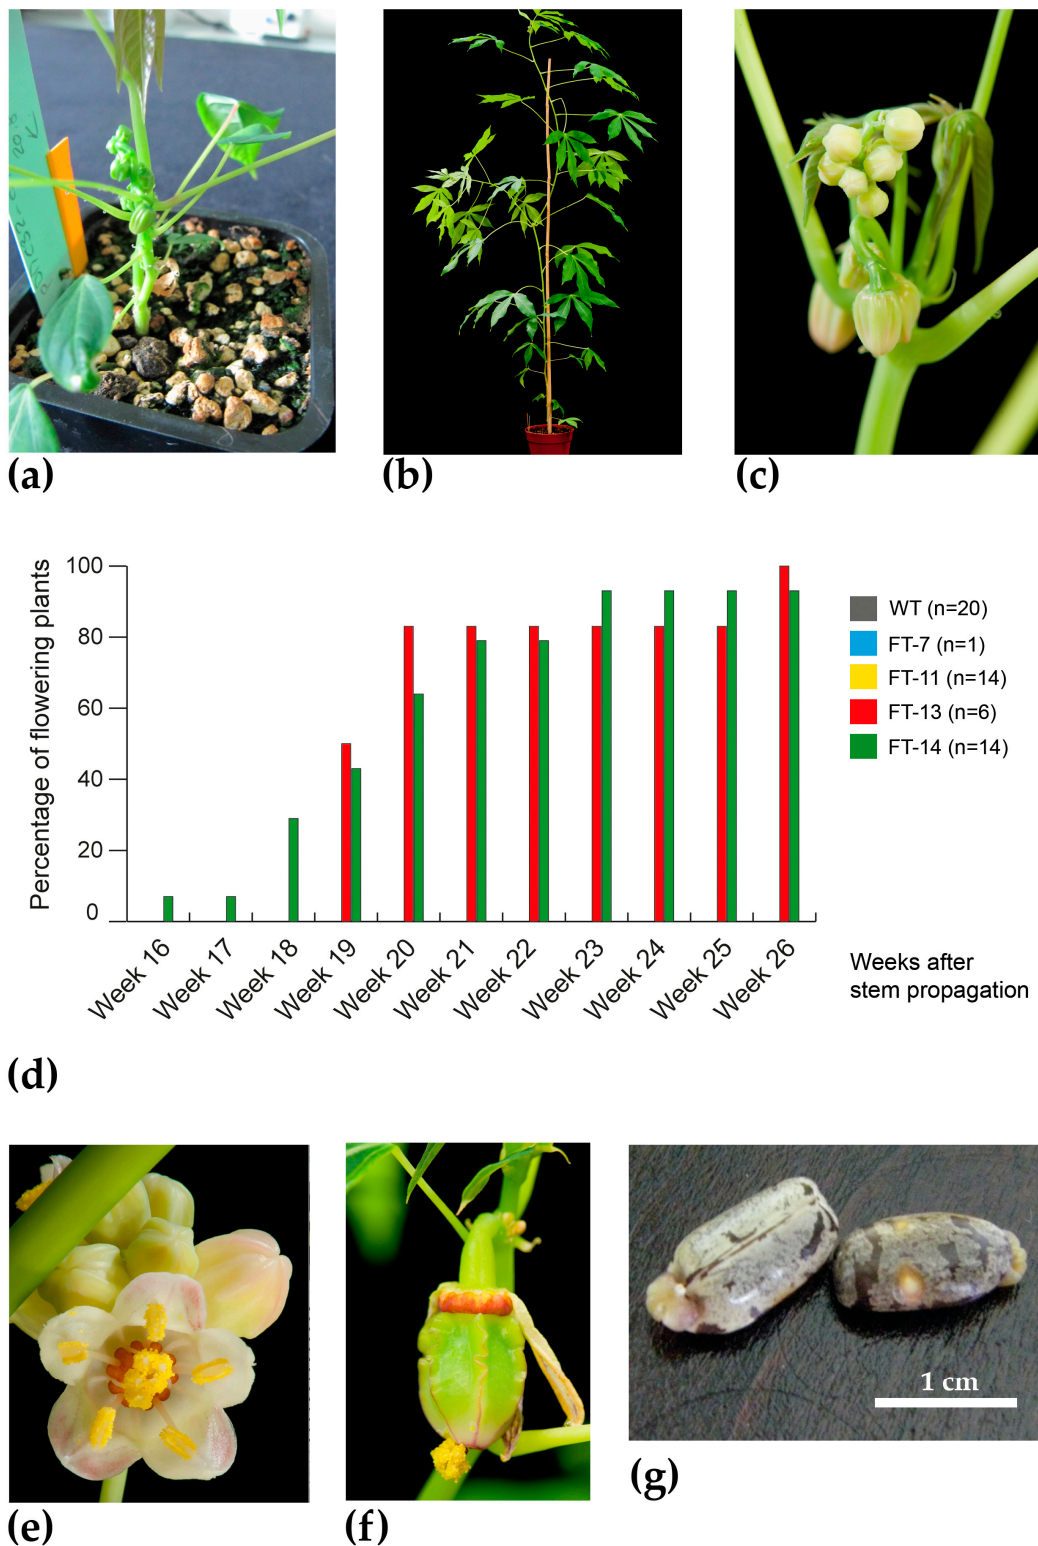 (a)
(b)
(c)
Percentage of flowering plants
100
80
60
40
20
0
Week 16
Week 17
Week 18
Week 19
Week 20
Week 21
Week 22
Week 23
Week 24
Week 25
Week 26
WT (n=20)
FT-7 (n=1)
FT-11 (n=14)
FT-13 (n=6)
FT-14 (n=14)
Weeks after
stem propagation
(d)
1 cm
(e)
(f)
(g)